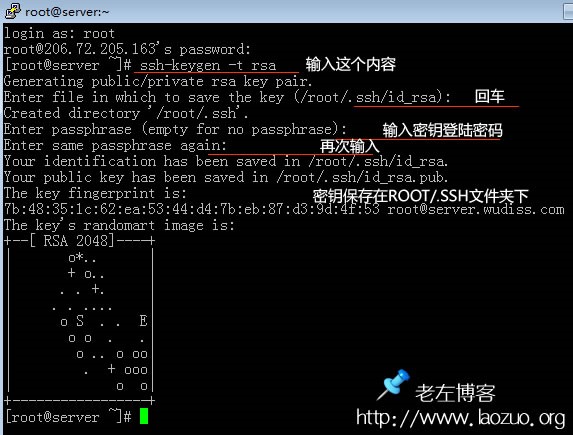 root@server:~
login as: root
root@206.72.205.163's password:
[root@server ~]# ssh-keygen -t rsa 输入这个内容
Generating public/private rsa key pair.
Enter file in which to save the key (/root/.ssh/id_rsa): 回车
Created directory '/root/.ssh'.
Enter passphrase (empty for no passphrase): 输入密钥登陆密码
Enter same passphrase again: 再次输入
Your identification has been saved in /root/.ssh/id_rsa.
Your public key has been saved in /root/.ssh/id_rsa.pub.
The key fingerprint is: 密钥保存在ROOT/.SSH文件夹下
7b:48:35:1c:62:ea:53:44:d4:7b:eb:87:d3:9d:4f:53 root@server.wudiss.com
The key's randomart image is:
+--[ RSA 2048]----+
|       o*..      |
|       + o..     |
|      . . +.     |
|     . . ....    |
|      o S . .  E|
|       o o  .   .|
|        o .. o oo|
|         .  + ooo|
|             o  o|
+-----------------+
[root@server ~]#
老左博客
http://www.laozuo.org